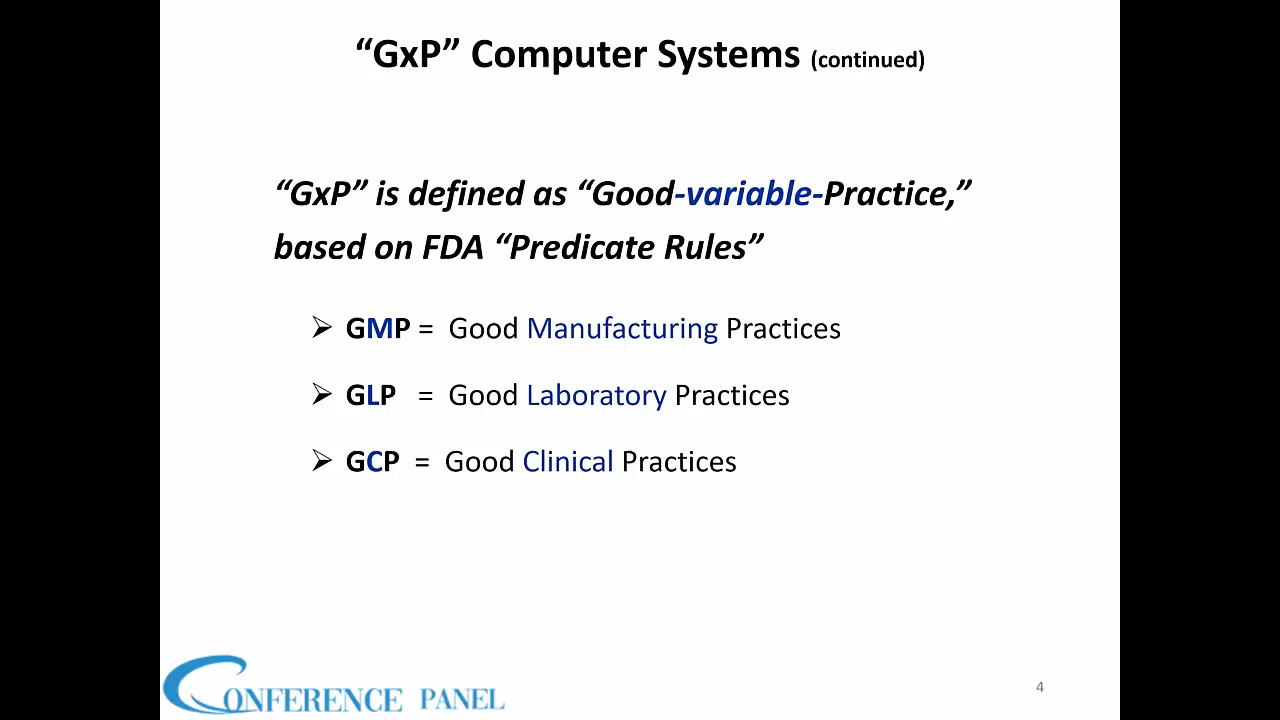 “GxP” Computer Systems (continued)
“GxP” is defined as “Good-variable-Practice,”
based on FDA “Predicate Rules”
➢ GMP = Good Manufacturing Practices
➢ GLP = Good Laboratory Practices
➢ GCP = Good Clinical Practices
CONFERENCE PANEL
4